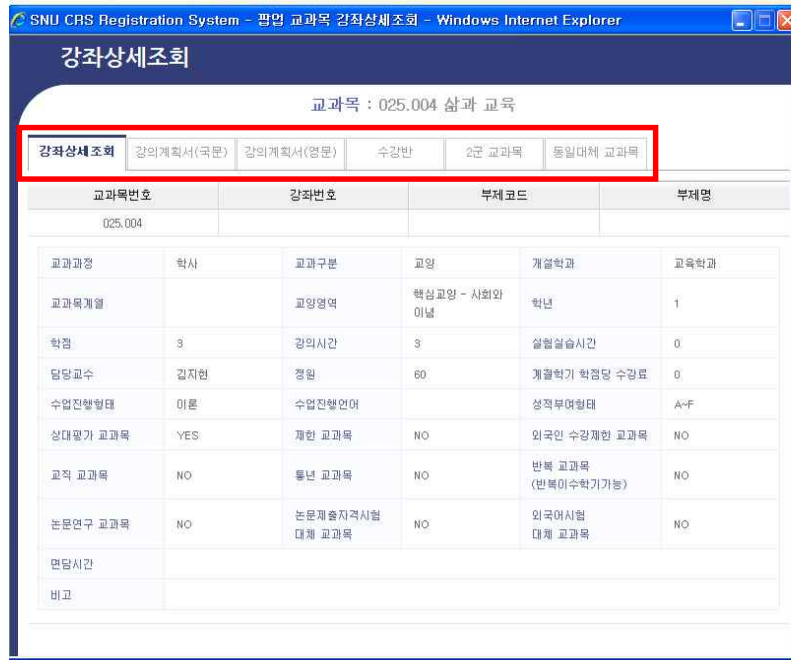 SNU CRS Registration System - 팝업 교과목 강좌상세조회 - Windows Internet Explorer
강좌상세조회
교과목 : 025.004 삶과 교육
강좌상세조회 강의계획서(국문) 강의계획서(영문) 수강반 2군 교과목 동일대체 교과목
교과목번호 강좌번호 부제코드 부제명
025.004
교과과정 학사 교과구분 교양 개설학과 교육학과
교과목계열 교양영역 핵심교양 - 사회와 이념 학년 1
학점 3 강의시간 3 실험실습시간 0
담당교수 김지현 정원 60 계절학기 학점당 수강료 0
수업진행형태 이론 수업진행언어 성적부여형태 A~F
상대평가 교과목 YES 제한 교과목 NO 외국인 수강제한 교과목 NO
교직 교과목 NO 통년 교과목 NO 반복 교과목 (반복이수학기가능) NO
논문연구 교과목 NO 논문제출자격시험 대체 교과목 NO 외국어시험 대체 교과목 NO
면담시간
비고